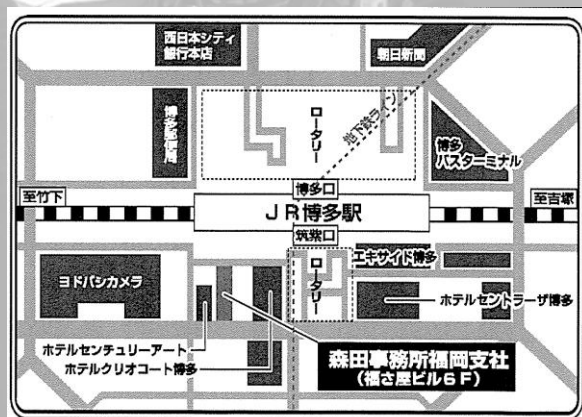 西日本シティ
銀行本店
朝日新聞
博多郵便局
ロータリー
地下鉄ライン
博多
バスターミナル
博多口
至竹下
JR博多駅
至吉塚
筑紫口
ヨドバシカメラ
ロータリー
エキサイド博多
ホテルセントラーザ博多
ホテルセンチュリーアート
ホテルクリオコート博多
森田事務所福岡支社
(福さ屋ビル6F)